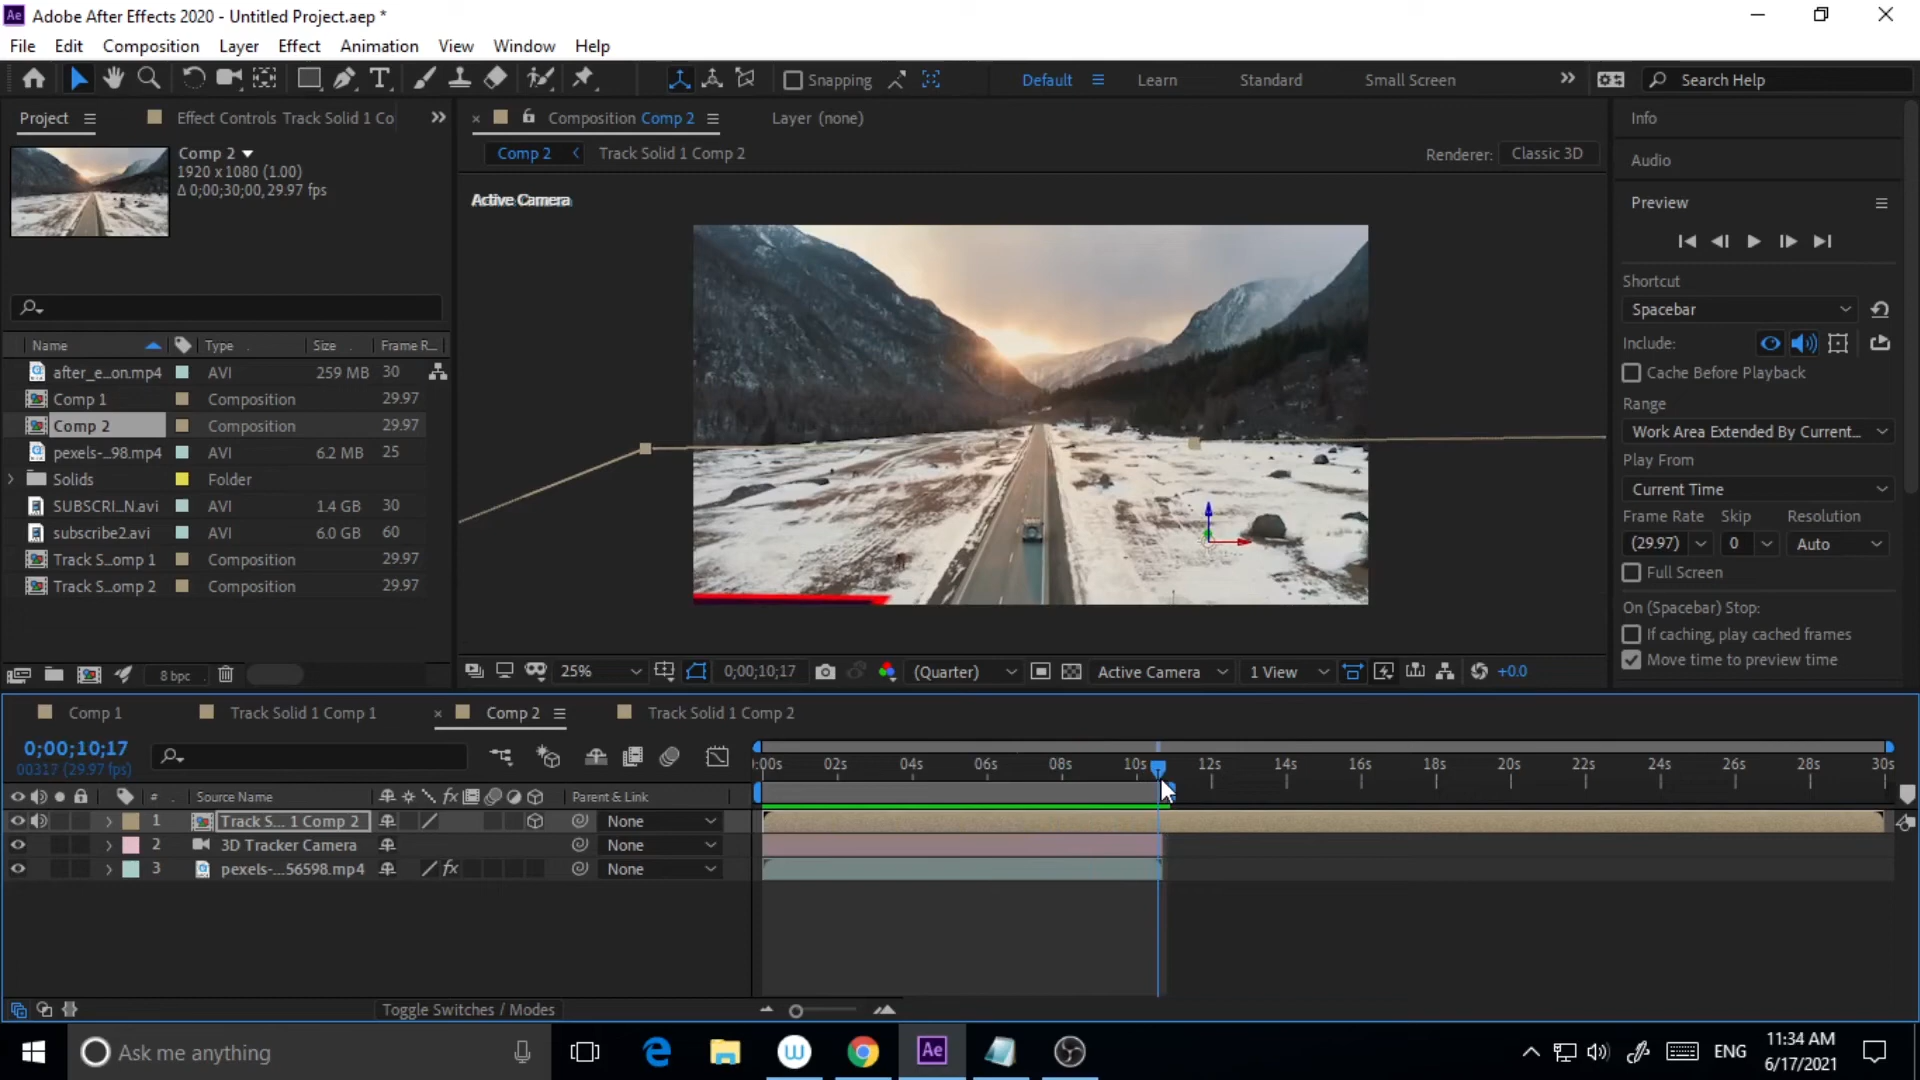 Ae Adobe After Effects 2020 - Untitled Project.aep *
File Edit Composition Layer Effect Animation View Window Help
Snapping
Default Learn Standard Small Screen
Search Help
Project
Effect Controls Track Solid 1 Co
Comp 2
1920 x 1080 (1.00)
Δ 0;00;30;00, 29.97 fps
Name Type Size Frame R...
after_e...on.mp4 AVI 259 MB 30
Comp 1 Composition 29.97
Comp 2 Composition 29.97
pexels-...98.mp4 AVI 6.2 MB 25
Solids Folder
SUBSCRI...N.avi AVI 1.4 GB 30
subscribe2.avi AVI 6.0 GB 60
Track S...omp 1 Composition 29.97
Track S...omp 2 Composition 29.97
8 bpc
Composition Comp 2
Layer (none)
Comp 2 Track Solid 1 Comp 2
Renderer: Classic 3D
Active Camera
25% 0;00;10;17 (Quarter) Active Camera 1 View +0.0
Info
Audio
Preview
Shortcut
Spacebar
Include:
Cache Before Playback
Range
Work Area Extended By Current...
Play From
Current Time
Frame Rate Skip Resolution
(29.97) 0 Auto
Full Screen
On (Spacebar) Stop:
If caching, play cached frames
Move time to preview time
Comp 1 Track Solid 1 Comp 1 Comp 2 Track Solid 1 Comp 2
0;00;10;17
00317 (29.97 fps)
:00s 02s 04s 06s 08s 10s 12s 14s 16s 18s 20s 22s 24s 26s 28s 30s
# Source Name fx Parent & Link
1 Track S... 1 Comp 2 None
2 3D Tracker Camera None
3 pexels-...56598.mp4 fx None
Toggle Switches / Modes
Ask me anything
Ae
ENG
11:34 AM
6/17/2021